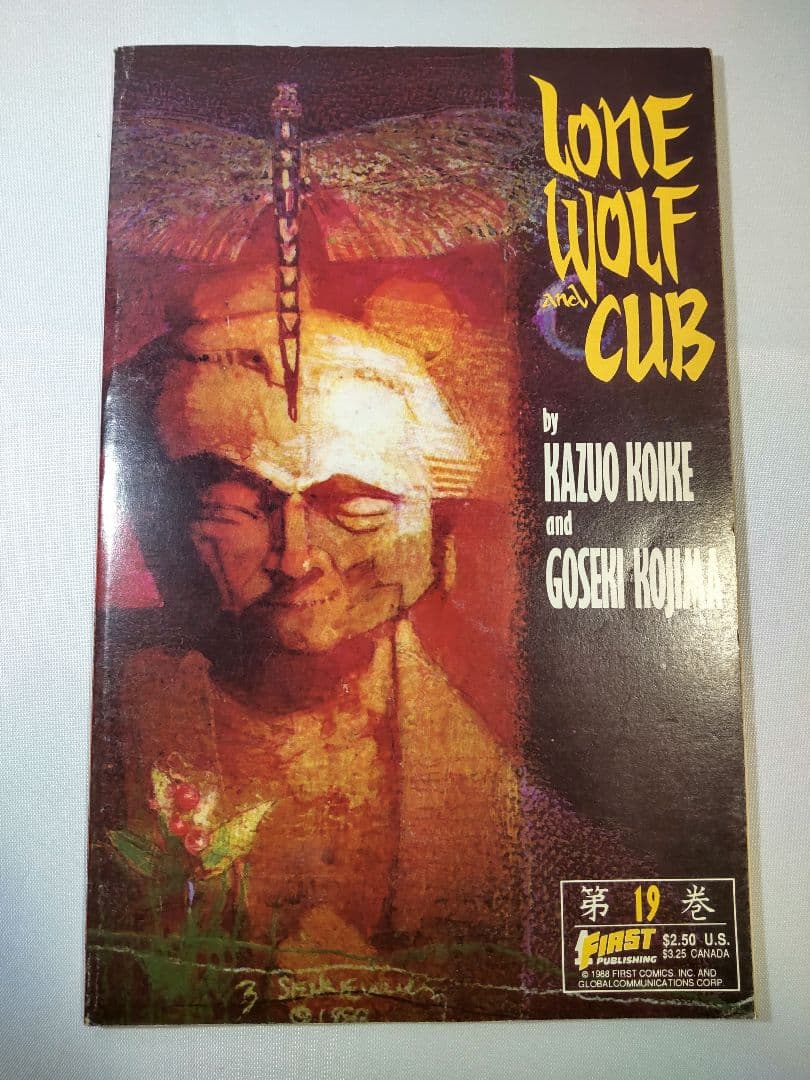 LONE
WOLF
and CUB
by
KAZUO KOIKE
and
GOSEKI KOJIMA
第 19 巻
FIRST
PUBLISHING
$2.50 U.S.
$3.25 CANADA
© 1988 FIRST COMICS, INC. AND
GLOBALCOMMUNICATIONS CORP.